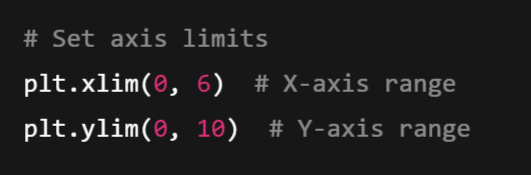 # Set axis limits
plt.xlim(0, 6)  # X-axis range
plt.ylim(0, 10)  # Y-axis range